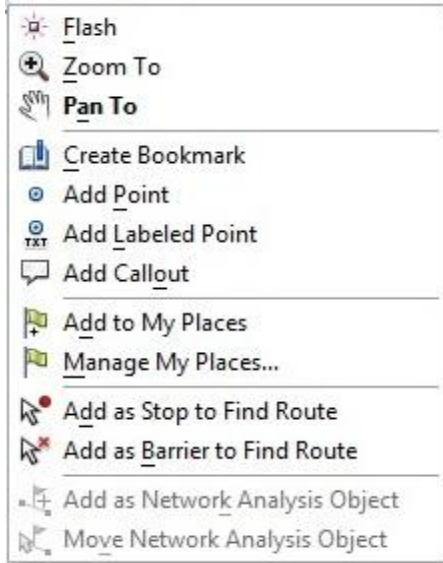 Flash
Zoom To
Pan To
Create Bookmark
Add Point
TXT Add Labeled Point
Add Callout
Add to My Places
Manage My Places...
Add as Stop to Find Route
Add as Barrier to Find Route
Add as Network Analysis Object
Move Network Analysis Object